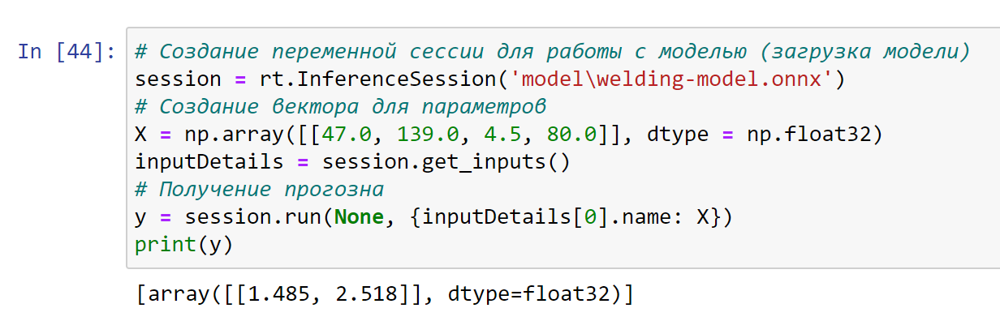 In [44]: # Создание переменной сессии для работы с моделью (загрузка модели)
session = rt.InferenceSession('model\welding-model.onnx')
# Создание вектора для параметров
X = np.array([[47.0, 139.0, 4.5, 80.0]], dtype = np.float32)
inputDetails = session.get_inputs()
# Получение прогозна
y = session.run(None, {inputDetails[0].name: X})
print(y)
[array([[1.485, 2.518]], dtype=float32)]